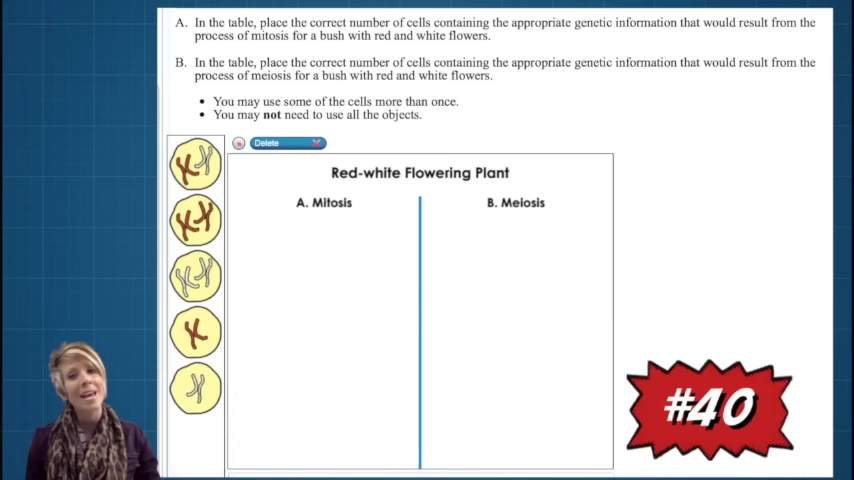 A. In the table, place the correct number of cells containing the appropriate genetic information that would result from the
process of mitosis for a bush with red and white flowers.
B. In the table, place the correct number of cells containing the appropriate genetic information that would result from the
process of meiosis for a bush with red and white flowers.
• You may use some of the cells more than once.
• You may not need to use all the objects.
Delete
Red-white Flowering Plant
A. Mitosis
B. Meiosis
#40